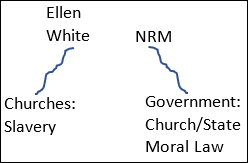 Ellen
White
NRM
Churches:
Slavery
Government:
Church/State
Moral Law